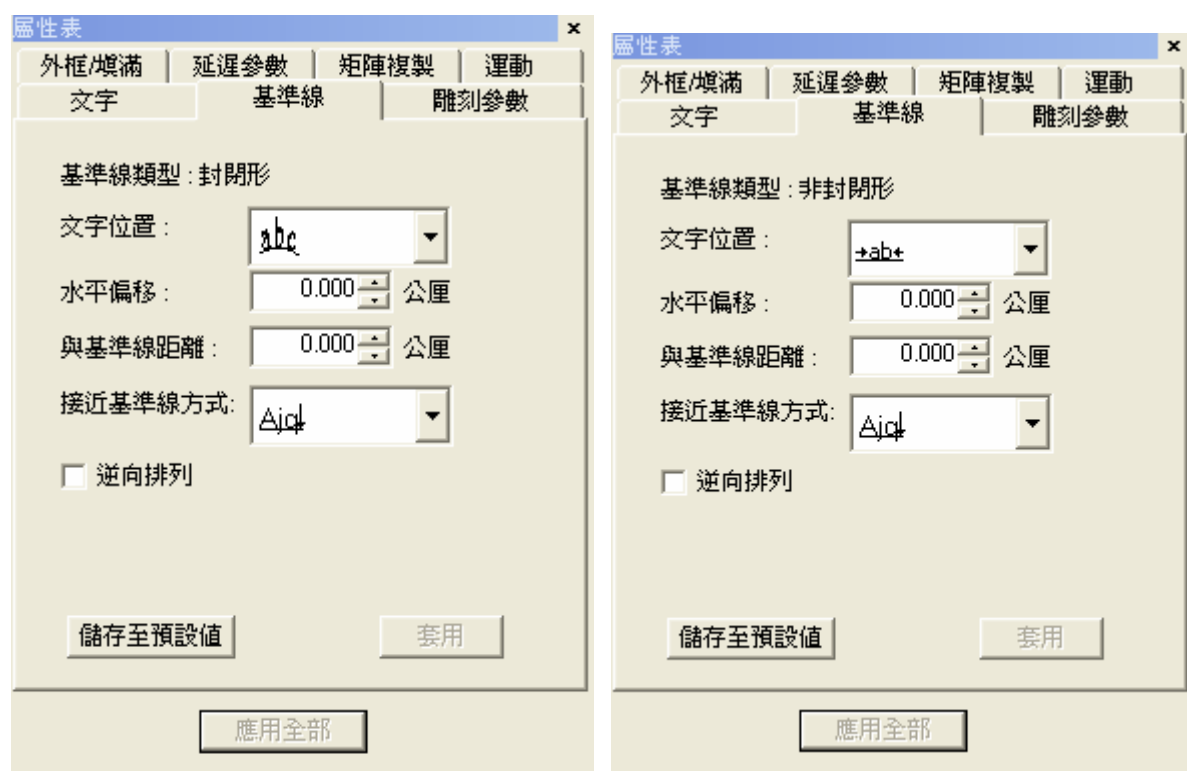 屬性表
外框/填滿 延遲參數 矩陣複製 運動
文字 基準線 雕刻參數
基準線類型 : 封閉形
文字位置 : abc
水平偏移 : 0.000 公厘
與基準線距離 : 0.000 公厘
接近基準線方式: Ajq
逆向排列
儲存至預設值 套用
應用全部
屬性表
外框/填滿 延遲參數 矩陣複製 運動
文字 基準線 雕刻參數
基準線類型 : 非封閉形
文字位置 : ab
水平偏移 : 0.000 公厘
與基準線距離 : 0.000 公厘
接近基準線方式: Ajq
逆向排列
儲存至預設值 套用
應用全部